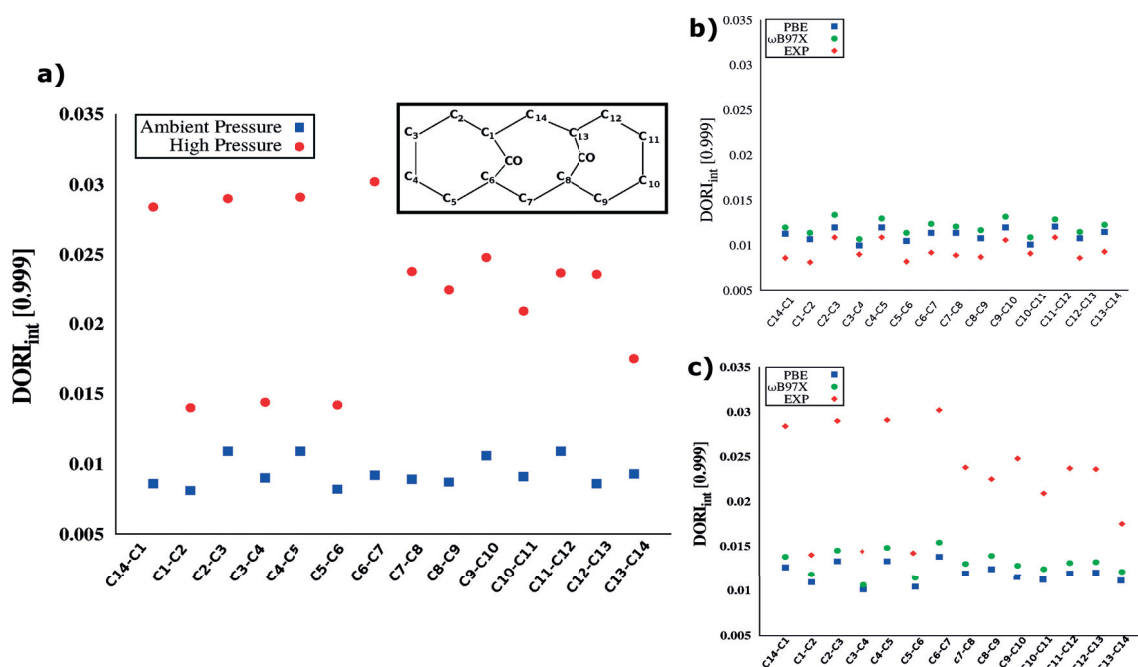 a)
DORIint [0.999]
0.035
0.03
0.025
0.02
0.015
0.01
0.005
Ambient Pressure
High Pressure
C2
C14
C12
C3
C1
C13
C11
CO
CO
C4
C6
C8
C10
C5
C7
C9
C14-C1
C1-C2
C2-C3
C3-C4
C4-C5
C5-C6
C6-C7
C7-C8
C8-C9
C9-C10
C10-C11
C11-C12
C12-C13
C13-C14
b)
DORIint [0.999]
0.035
0.03
0.025
0.02
0.015
0.01
0.005
PBE
ωB97X
EXP
C14-C1
C1-C2
C2-C3
C3-C4
C4-C5
C5-C6
C6-C7
C7-C8
C8-C9
C9-C10
C10-C11
C11-C12
C12-C13
C13-C14
c)
DORIint [0.999]
0.035
0.03
0.025
0.02
0.015
0.01
0.005
PBE
ωB97X
EXP
C14-C1
C1-C2
C2-C3
C3-C4
C4-C5
C5-C6
C6-C7
C7-C8
C8-C9
C9-C10
C10-C11
C11-C12
C12-C13
C13-C14